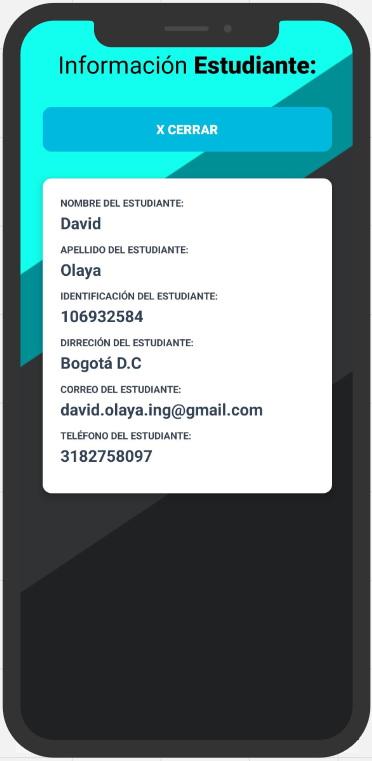 Información Estudiante:
X CERRAR
NOMBRE DEL ESTUDIANTE:
David
APELLIDO DEL ESTUDIANTE:
Olaya
IDENTIFICACIÓN DEL ESTUDIANTE:
106932584
DIRRECIÓN DEL ESTUDIANTE:
Bogotá D.C
CORREO DEL ESTUDIANTE:
david.olaya.ing@gmail.com
TELÉFONO DEL ESTUDIANTE:
3182758097